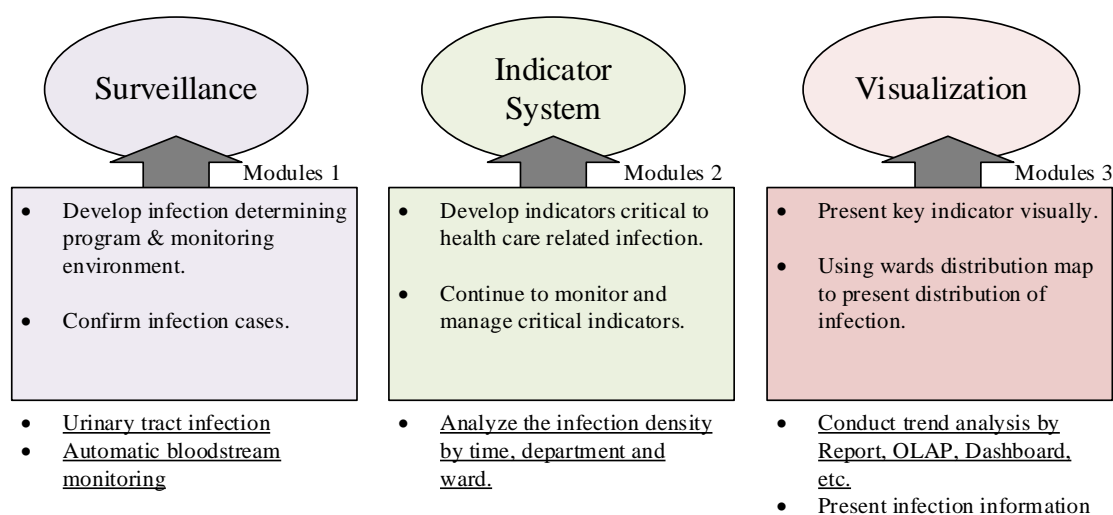 Surveillance
Indicator
System
Visualization
Modules 1
Modules 2
Modules 3
• Develop infection determining
program & monitoring
environment.
• Confirm infection cases.
• Develop indicators critical to
health care related infection.
• Continue to monitor and
manage critical indicators.
• Present key indicator visually.
• Using wards distribution map
to present distribution of
infection.
• Urinary tract infection
• Automatic bloodstream
monitoring
• Analyze the infection density
by time, department and
ward.
• Conduct trend analysis by
Report, OLAP, Dashboard,
etc.
• Present infection information